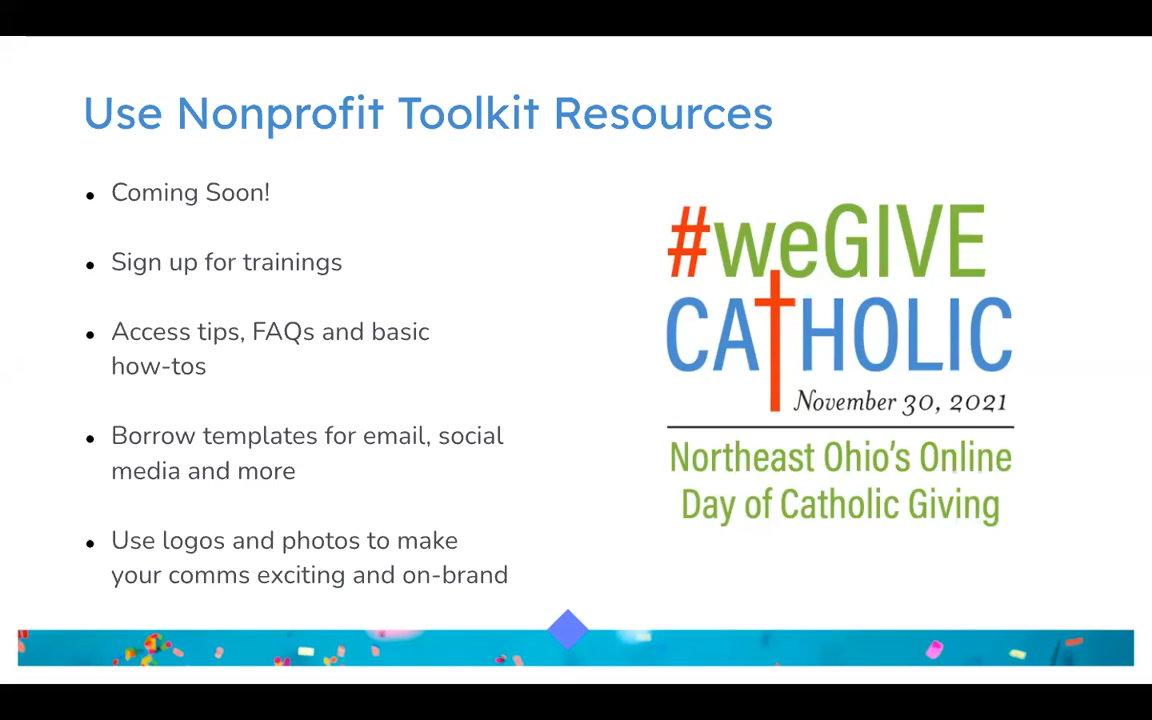 Use Nonprofit Toolkit Resources
Coming Soon!
Sign up for trainings
Access tips, FAQs and basic
how-tos
Borrow templates for email, social
media and more
Use logos and photos to make
your comms exciting and on-brand
#weGIVE
CATHOLIC
November 30, 2021
Northeast Ohio's Online
Day of Catholic Giving